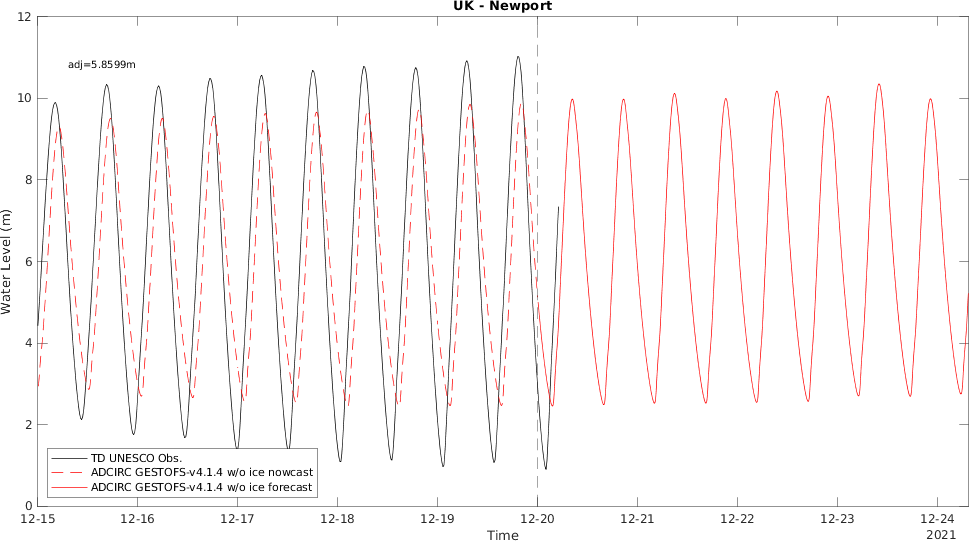 UK - Newport
12
adj=5.8599m
10
8
6
4
2
0
Water Level (m)
TD UNESCO Obs.
ADCIRC GESTOFS-v4.1.4 w/o ice nowcast
ADCIRC GESTOFS-v4.1.4 w/o ice forecast
12-15 12-16 12-17 12-18 12-19 12-20 12-21 12-22 12-23 12-24
Time 2021